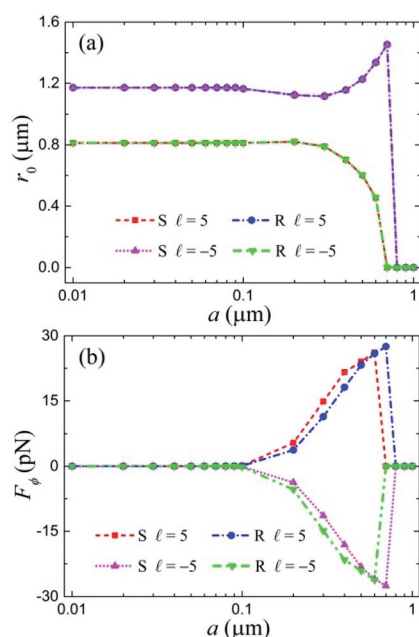 (a)
1.6
1.2
0.8
0.4
0.0
r₀ (μm)
S ℓ = 5 R ℓ = 5
S ℓ = −5 R ℓ = −5
0.01 0.1 1
a (μm)
(b)
30
15
0
-15
-30
F_ϕ (pN)
S ℓ = 5 R ℓ = 5
S ℓ = −5 R ℓ = −5
0.01 0.1 1
a (μm)